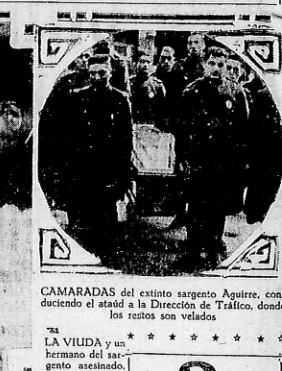 CAMARADAS del extinto sargento Aguirre, con
duciendo el ataúd a la Dirección de Tráfico, donde
los restos son velados
LA VIUDA y un
hermano del sar-
gento asesinado.